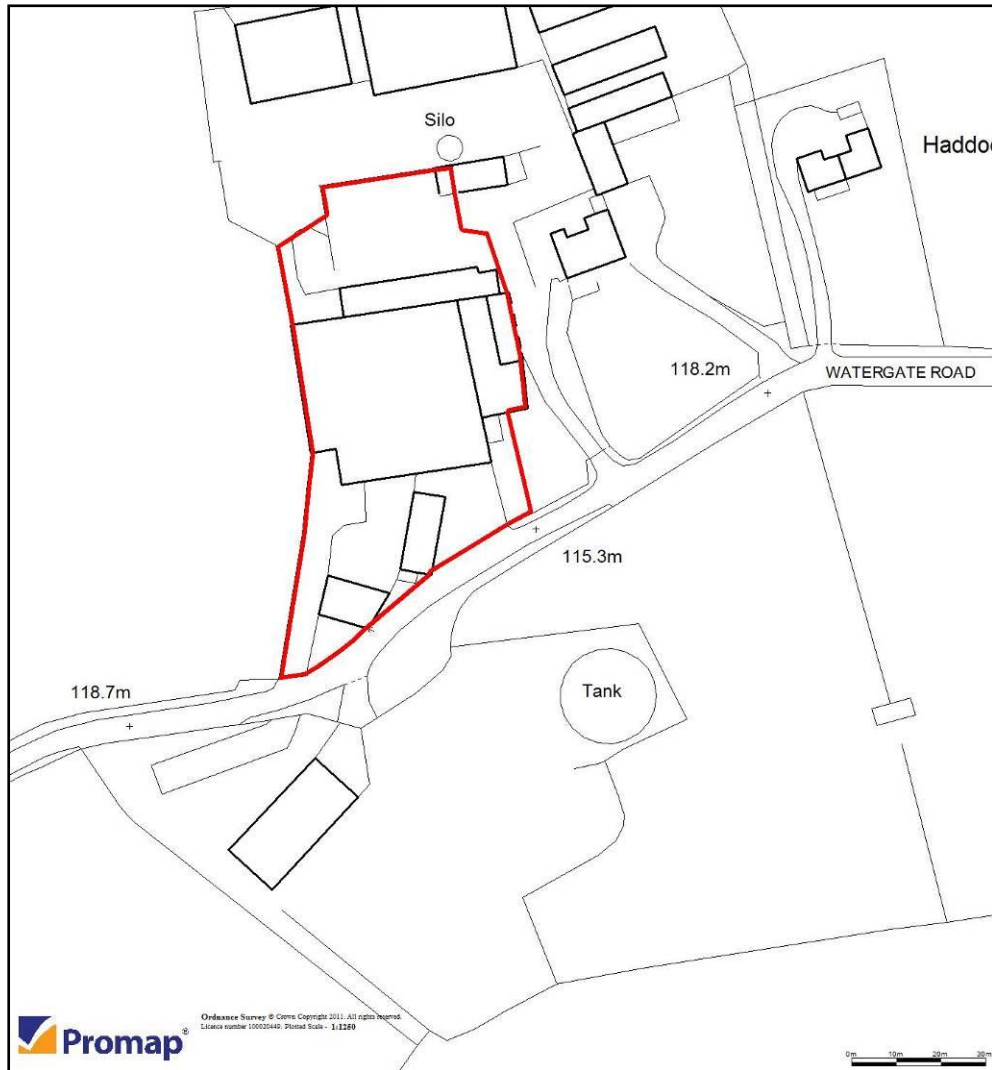 Silo
Haddoc
118.2m
WATERGATE ROAD
115.3m
118.7m
Tank
Promap®
Ordnance Survey © Crown Copyright 2011. All rights reserved.
Licence number 100020449. Plotted Scale - 1:1250
0m 10m 20m 30m